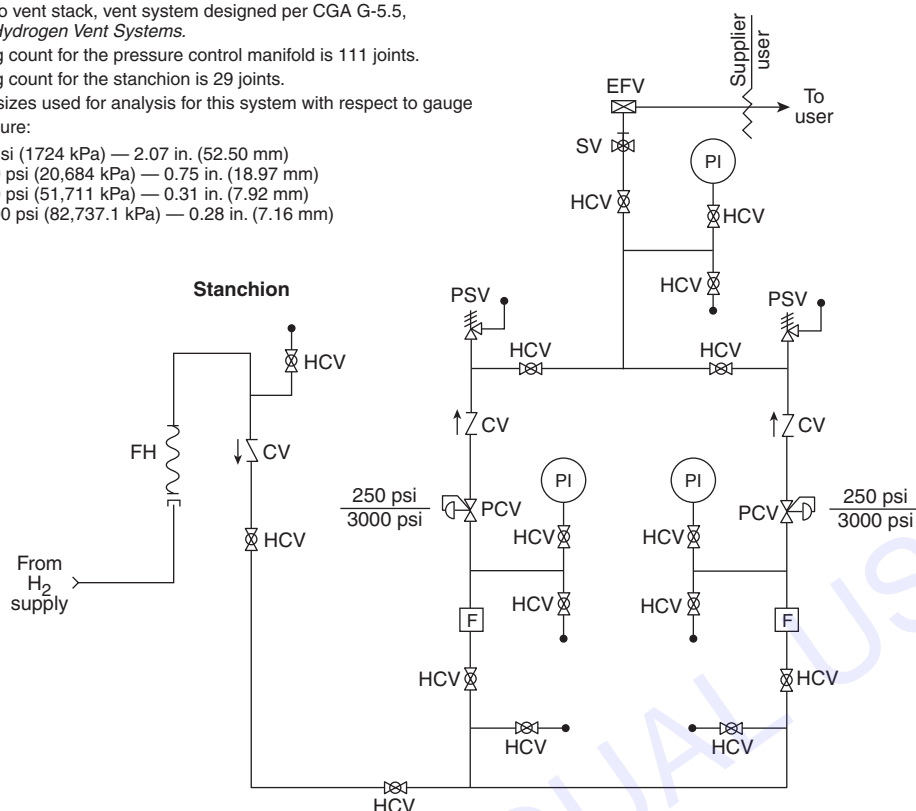 o vent stack, vent system designed per CGA G-5.5,
Hydrogen Vent Systems.
g count for the pressure control manifold is 111 joints.
g count for the stanchion is 29 joints.
sizes used for analysis for this system with respect to gauge
ure:
si (1724 kPa) — 2.07 in. (52.50 mm)
psi (20,684 kPa) — 0.75 in. (18.97 mm)
psi (51,711 kPa) — 0.31 in. (7.92 mm)
0 psi (82,737.1 kPa) — 0.28 in. (7.16 mm)
Supplier
user
EFV
To
user
SV
PI
HCV
HCV
HCV
Stanchion
PSV
PSV
HCV
HCV
HCV
FH
CV
CV
CV
PI
PI
250 psi
3000 psi
PCV
PCV
250 psi
3000 psi
HCV
HCV
HCV
From
H2
supply
HCV
HCV
F
F
HCV
HCV
HCV
HCV
HCV
DUAL US